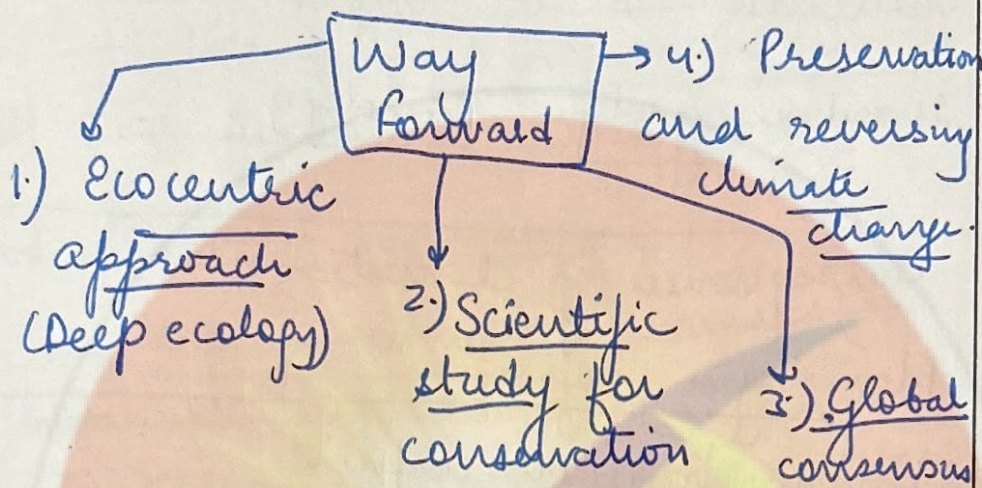 Way
forward
1.) Ecocentric
approach
(Deep ecology)
2.) Scientific
study for
conservation
3.) Global
consensus
4.) Preservation
and reversing
climate
change.